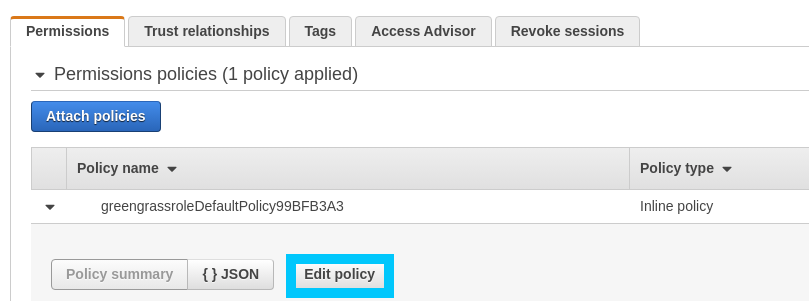 Permissions Trust relationships Tags Access Advisor Revoke sessions
Permissions policies (1 policy applied)
Attach policies
Policy name Policy type
greengrassroleDefaultPolicy99BFB3A3 Inline policy
Policy summary { } JSON Edit policy